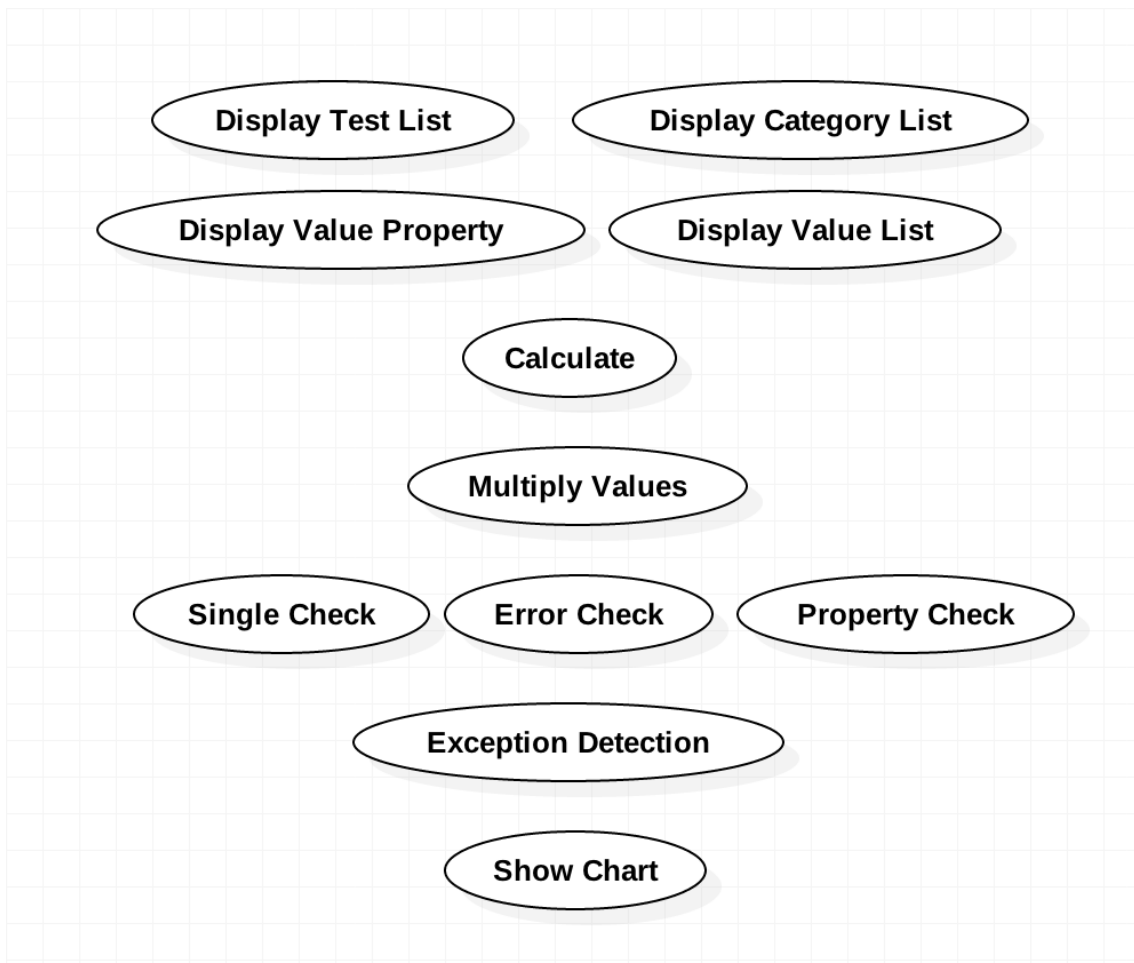 Display Test List
Display Category List
Display Value Property
Display Value List
Calculate
Multiply Values
Single Check
Error Check
Property Check
Exception Detection
Show Chart